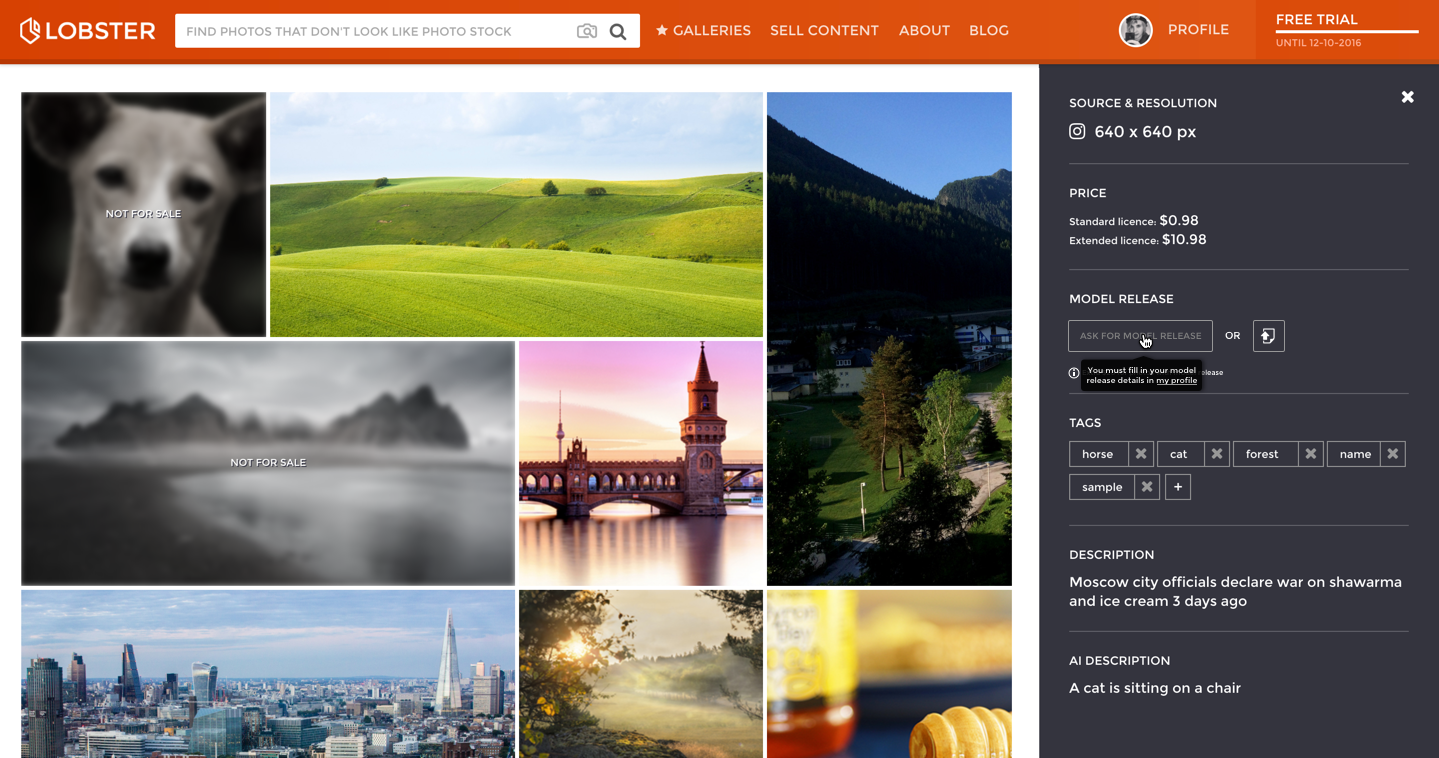 LOBSTER
FIND PHOTOS THAT DON'T LOOK LIKE PHOTO STOCK
GALLERIES
SELL CONTENT
ABOUT
BLOG
PROFILE
FREE TRIAL
UNTIL 12-10-2016
NOT FOR SALE
NOT FOR SALE
SOURCE & RESOLUTION
640 x 640 px
PRICE
Standard licence: $0.98
Extended licence: $10.98
MODEL RELEASE
ASK FOR MODEL RELEASE
OR
You must fill in your model
release details in my profile
TAGS
horse
cat
forest
name
sample
+
DESCRIPTION
Moscow city officials declare war on shawarma
and ice cream 3 days ago
AI DESCRIPTION
A cat is sitting on a chair